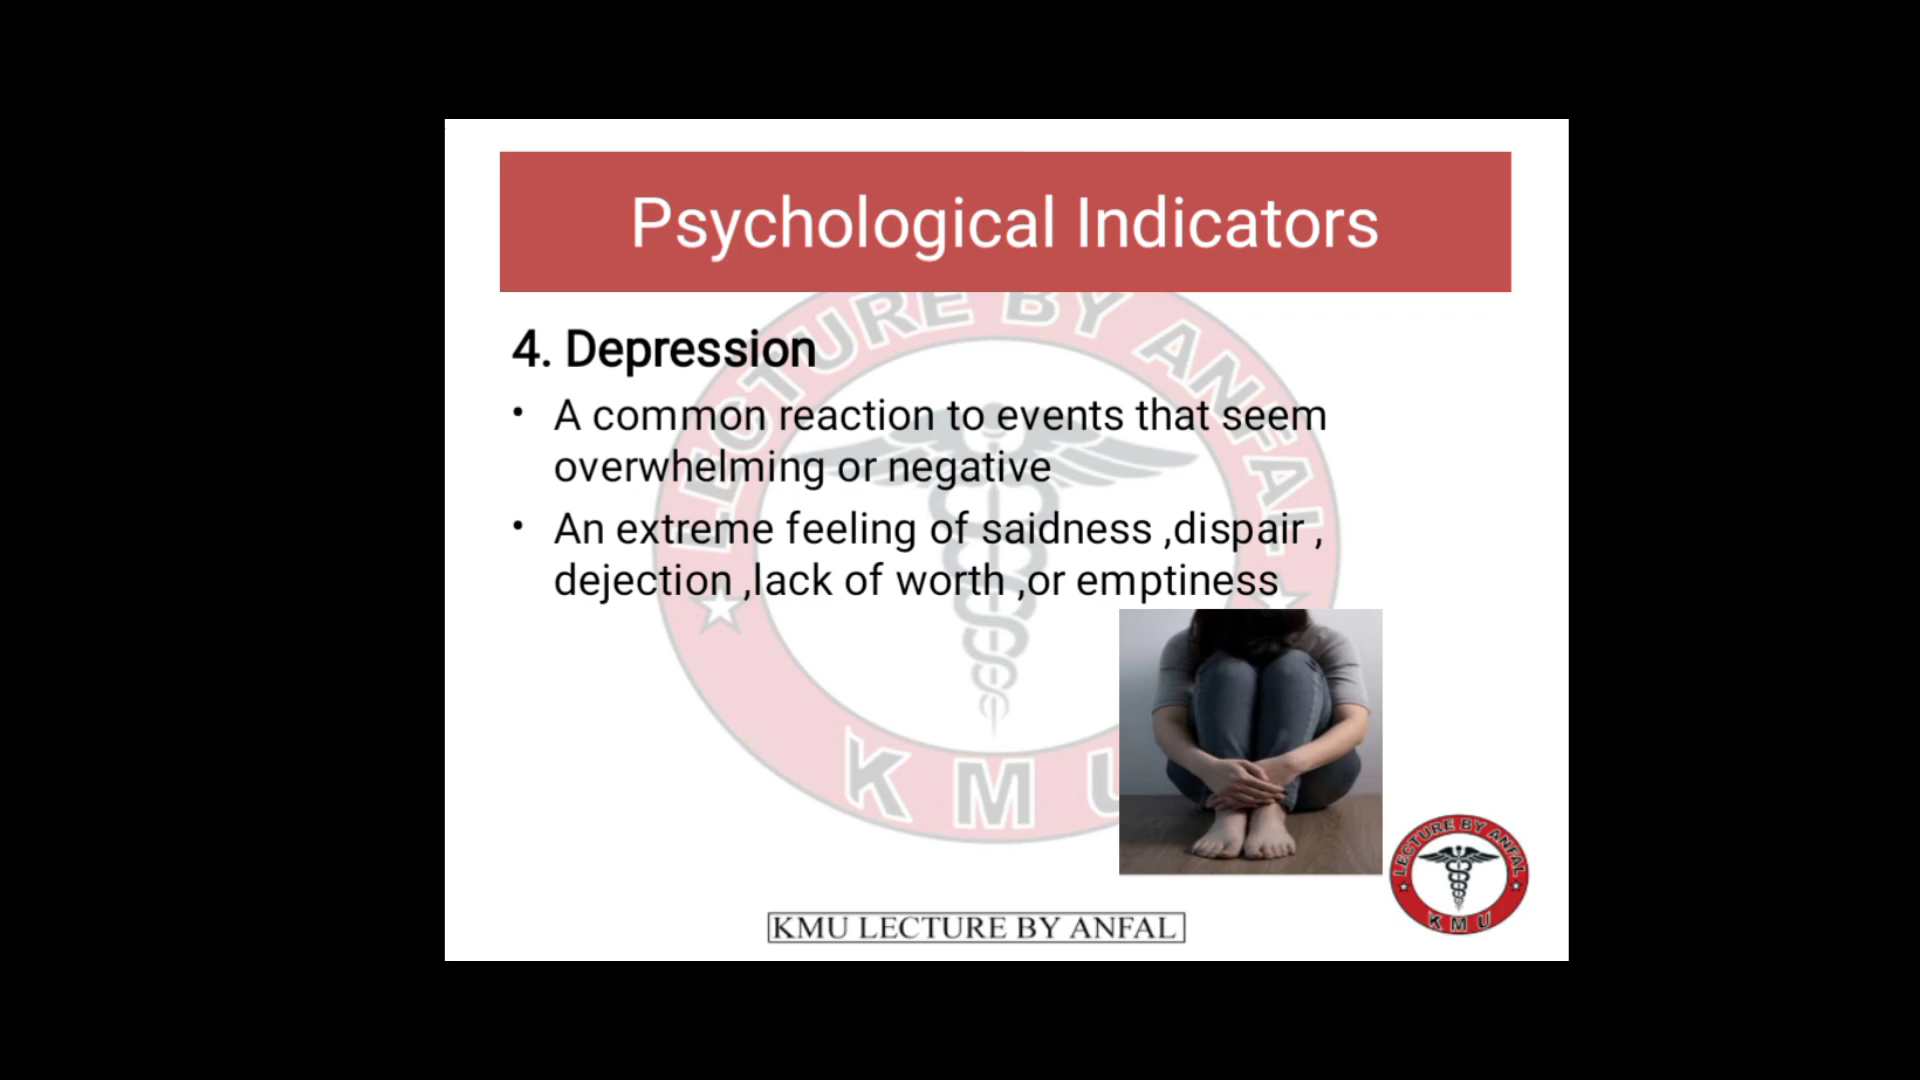 Psychological Indicators
4. Depression
• A common reaction to events that seem
overwhelming or negative
• An extreme feeling of saidness ,dispair ,
dejection ,lack of worth ,or emptiness
LECTURE BY ANFAL
K M U
LECTURE BY ANFAL
K M U
KMU LECTURE BY ANFAL